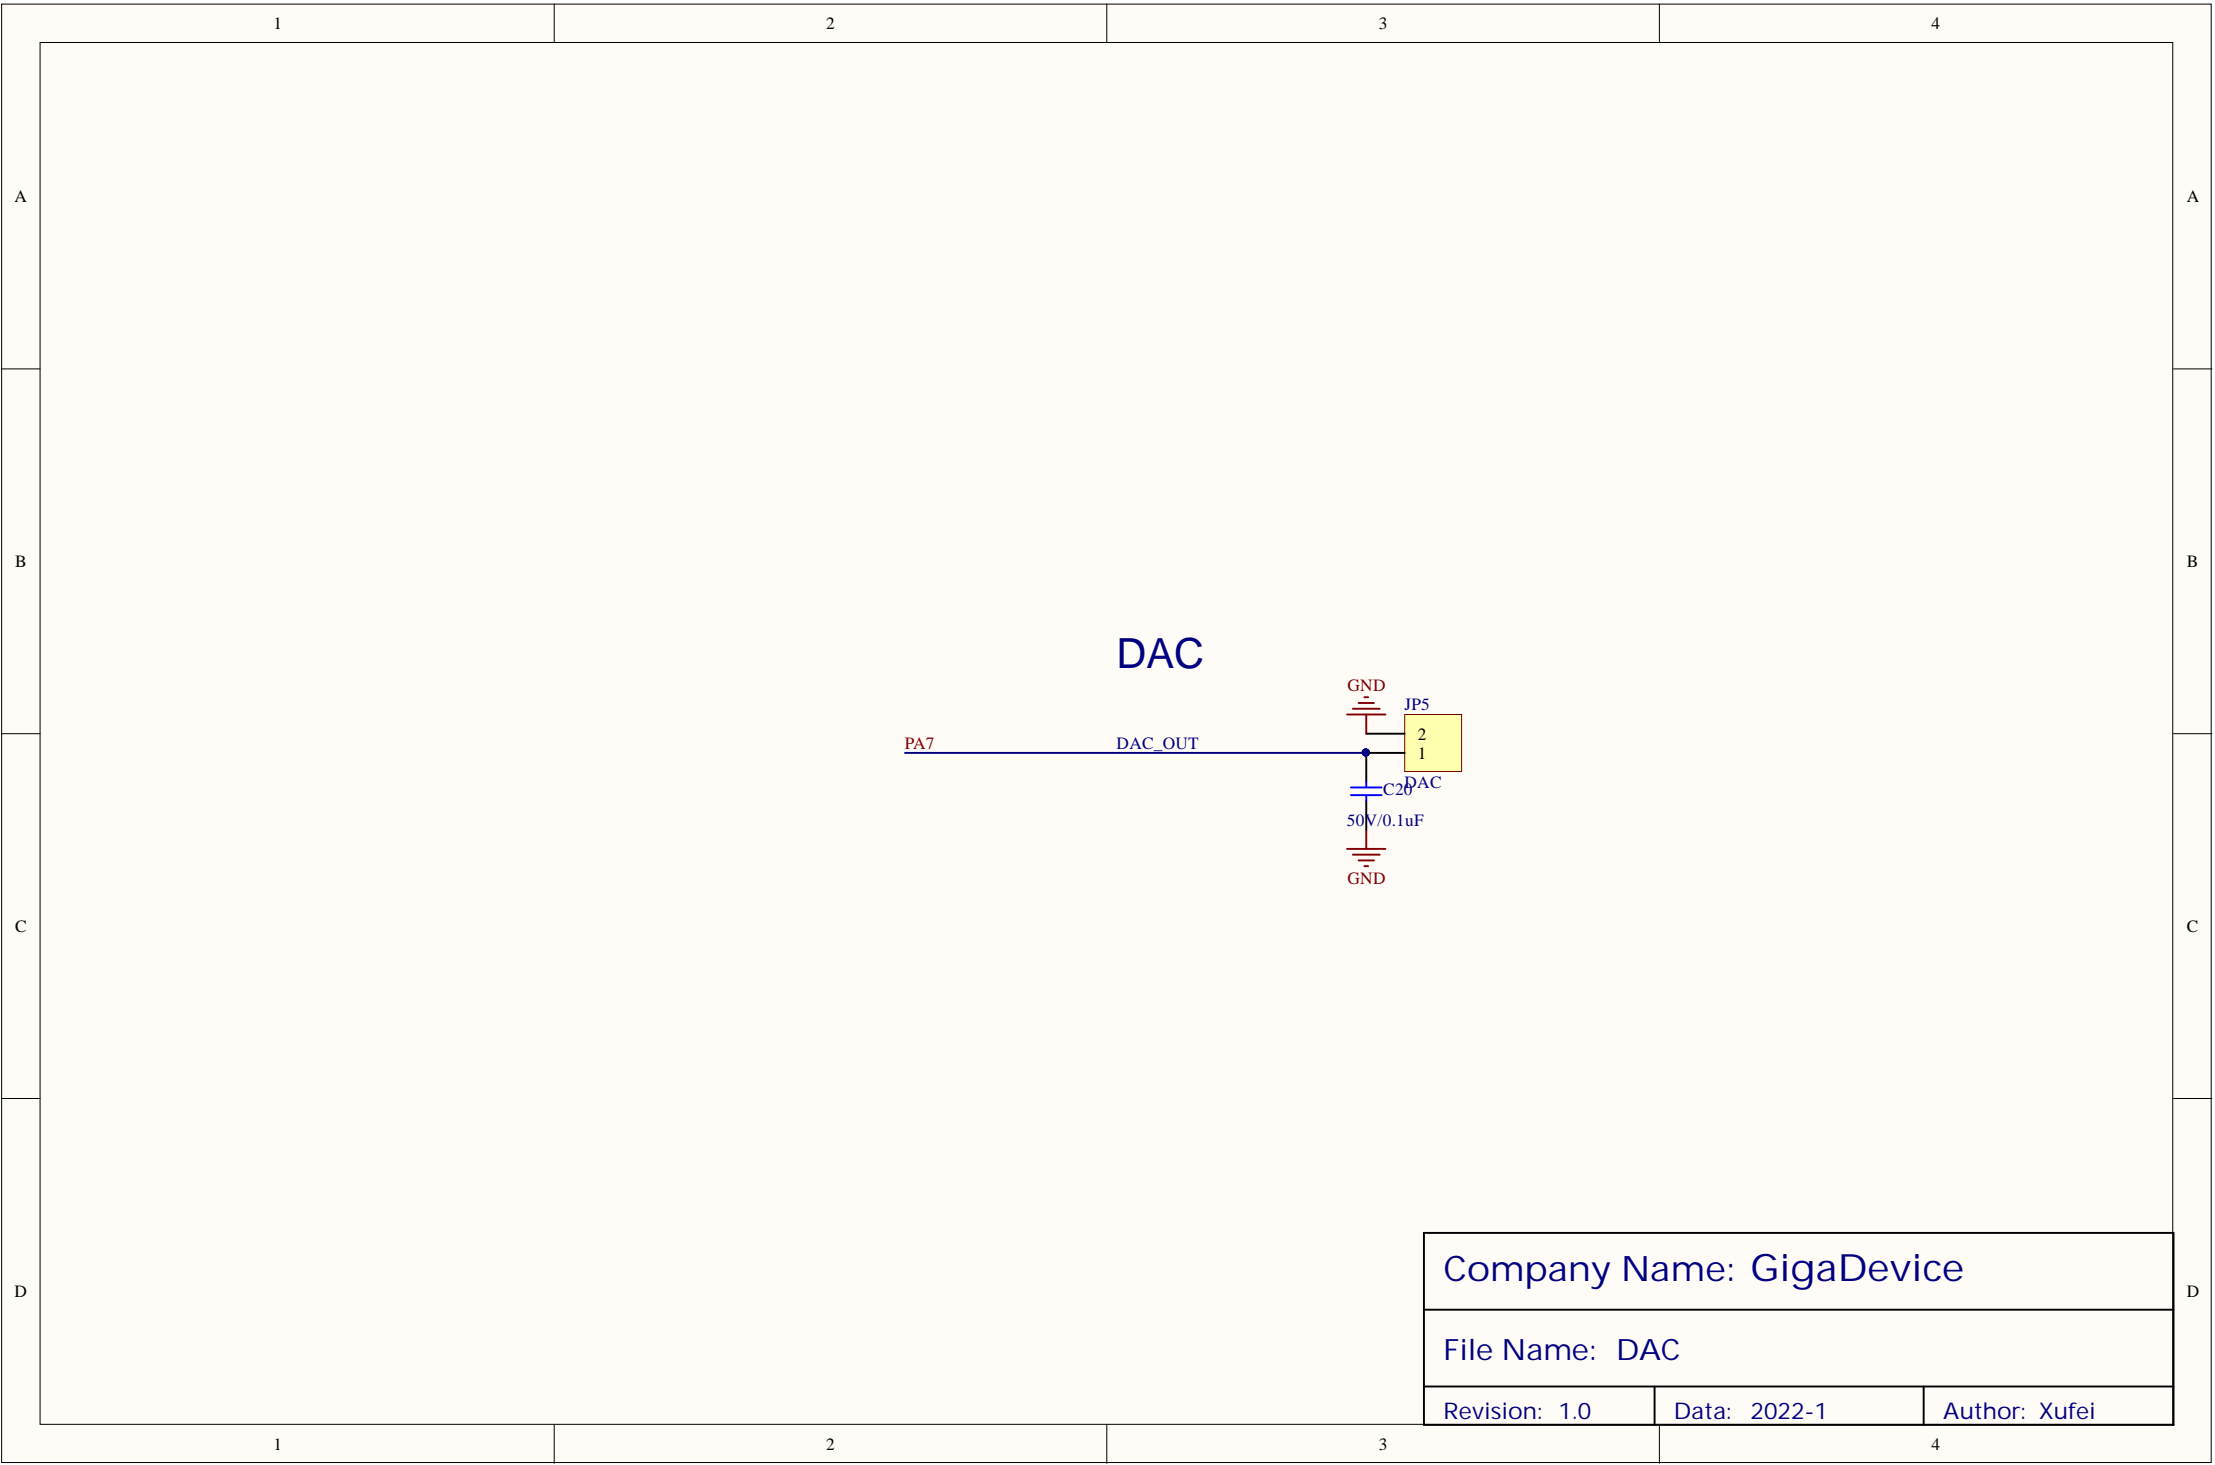 1 2 3 4
A A
B B
DAC
GND
JP5
2
PA7 DAC_OUT
1
DAC
C20
50V/0.1uF
GND
C C
Company Name: GigaDevice
D D
File Name: DAC
Revision: 1.0 Data: 2022-1 Author: Xufei
1 2 3 4